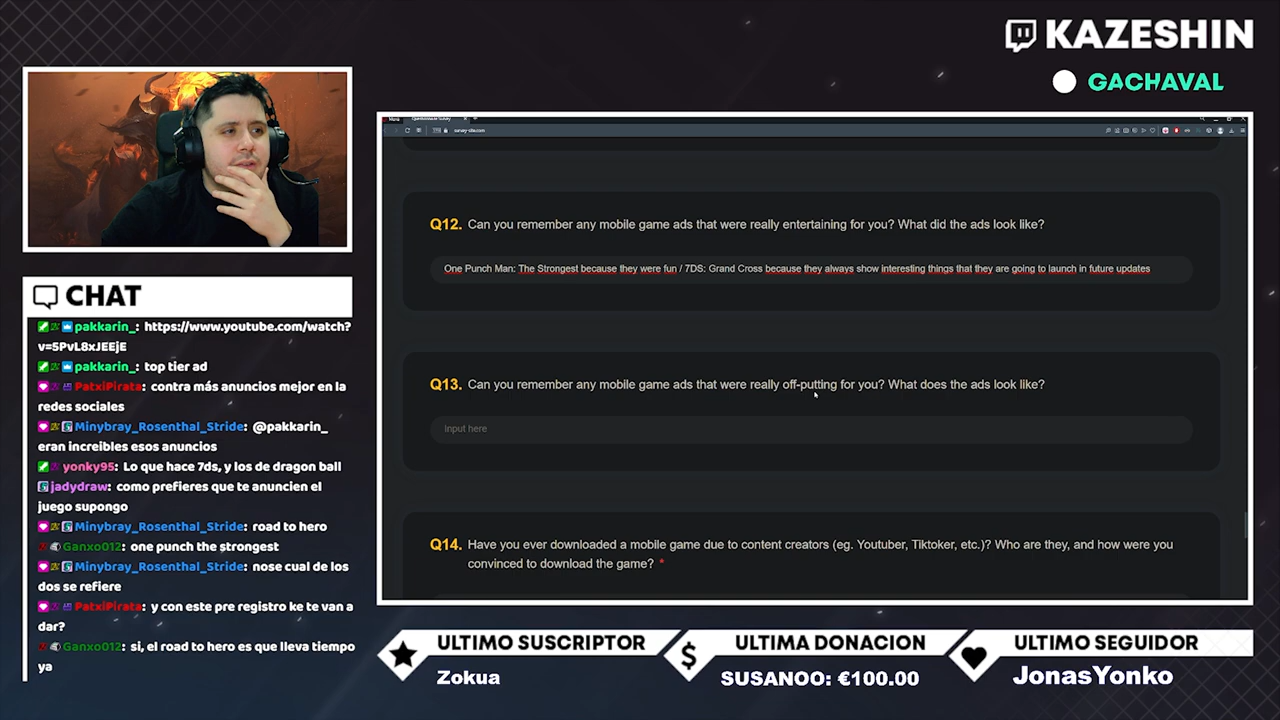 KAZESHIN
GACHAVAL
Q12. Can you remember any mobile game ads that were really entertaining for you? What did the ads look like?
One Punch Man: The Strongest because they were fun / 7DS: Grand Cross because they always show interesting things that they are going to launch in future updates
Q13. Can you remember any mobile game ads that were really off-putting for you? What does the ads look like?
Input here
Q14. Have you ever downloaded a mobile game due to content creators (eg. Youtuber, Tiktoker, etc.)? Who are they, and how were you
convinced to download the game? *
CHAT
pakkarin_: https://www.youtube.com/watch?
v=5PvL8xJEEjE
pakkarin_: top tier ad
PatxiPirata: contra más anuncios mejor en la
redes sociales
Minybray_Rosenthal_Stride: @pakkarin_
eran increibles esos anuncios
yonky95: Lo que hace 7ds, y los de dragon ball
jadydraw: como prefieres que te anuncien el
juego supongo
Minybray_Rosenthal_Stride: road to hero
Ganxo012: one punch the strongest
Minybray_Rosenthal_Stride: nose cual de los
dos se refiere
PatxiPirata: y con este pre registro ke te van a
dar?
Ganxo012: si, el road to hero es que lleva tiempo
ya
ULTIMO SUSCRIPTOR
Zokua
ULTIMA DONACION
SUSANOO: €100.00
ULTIMO SEGUIDOR
JonasYonko